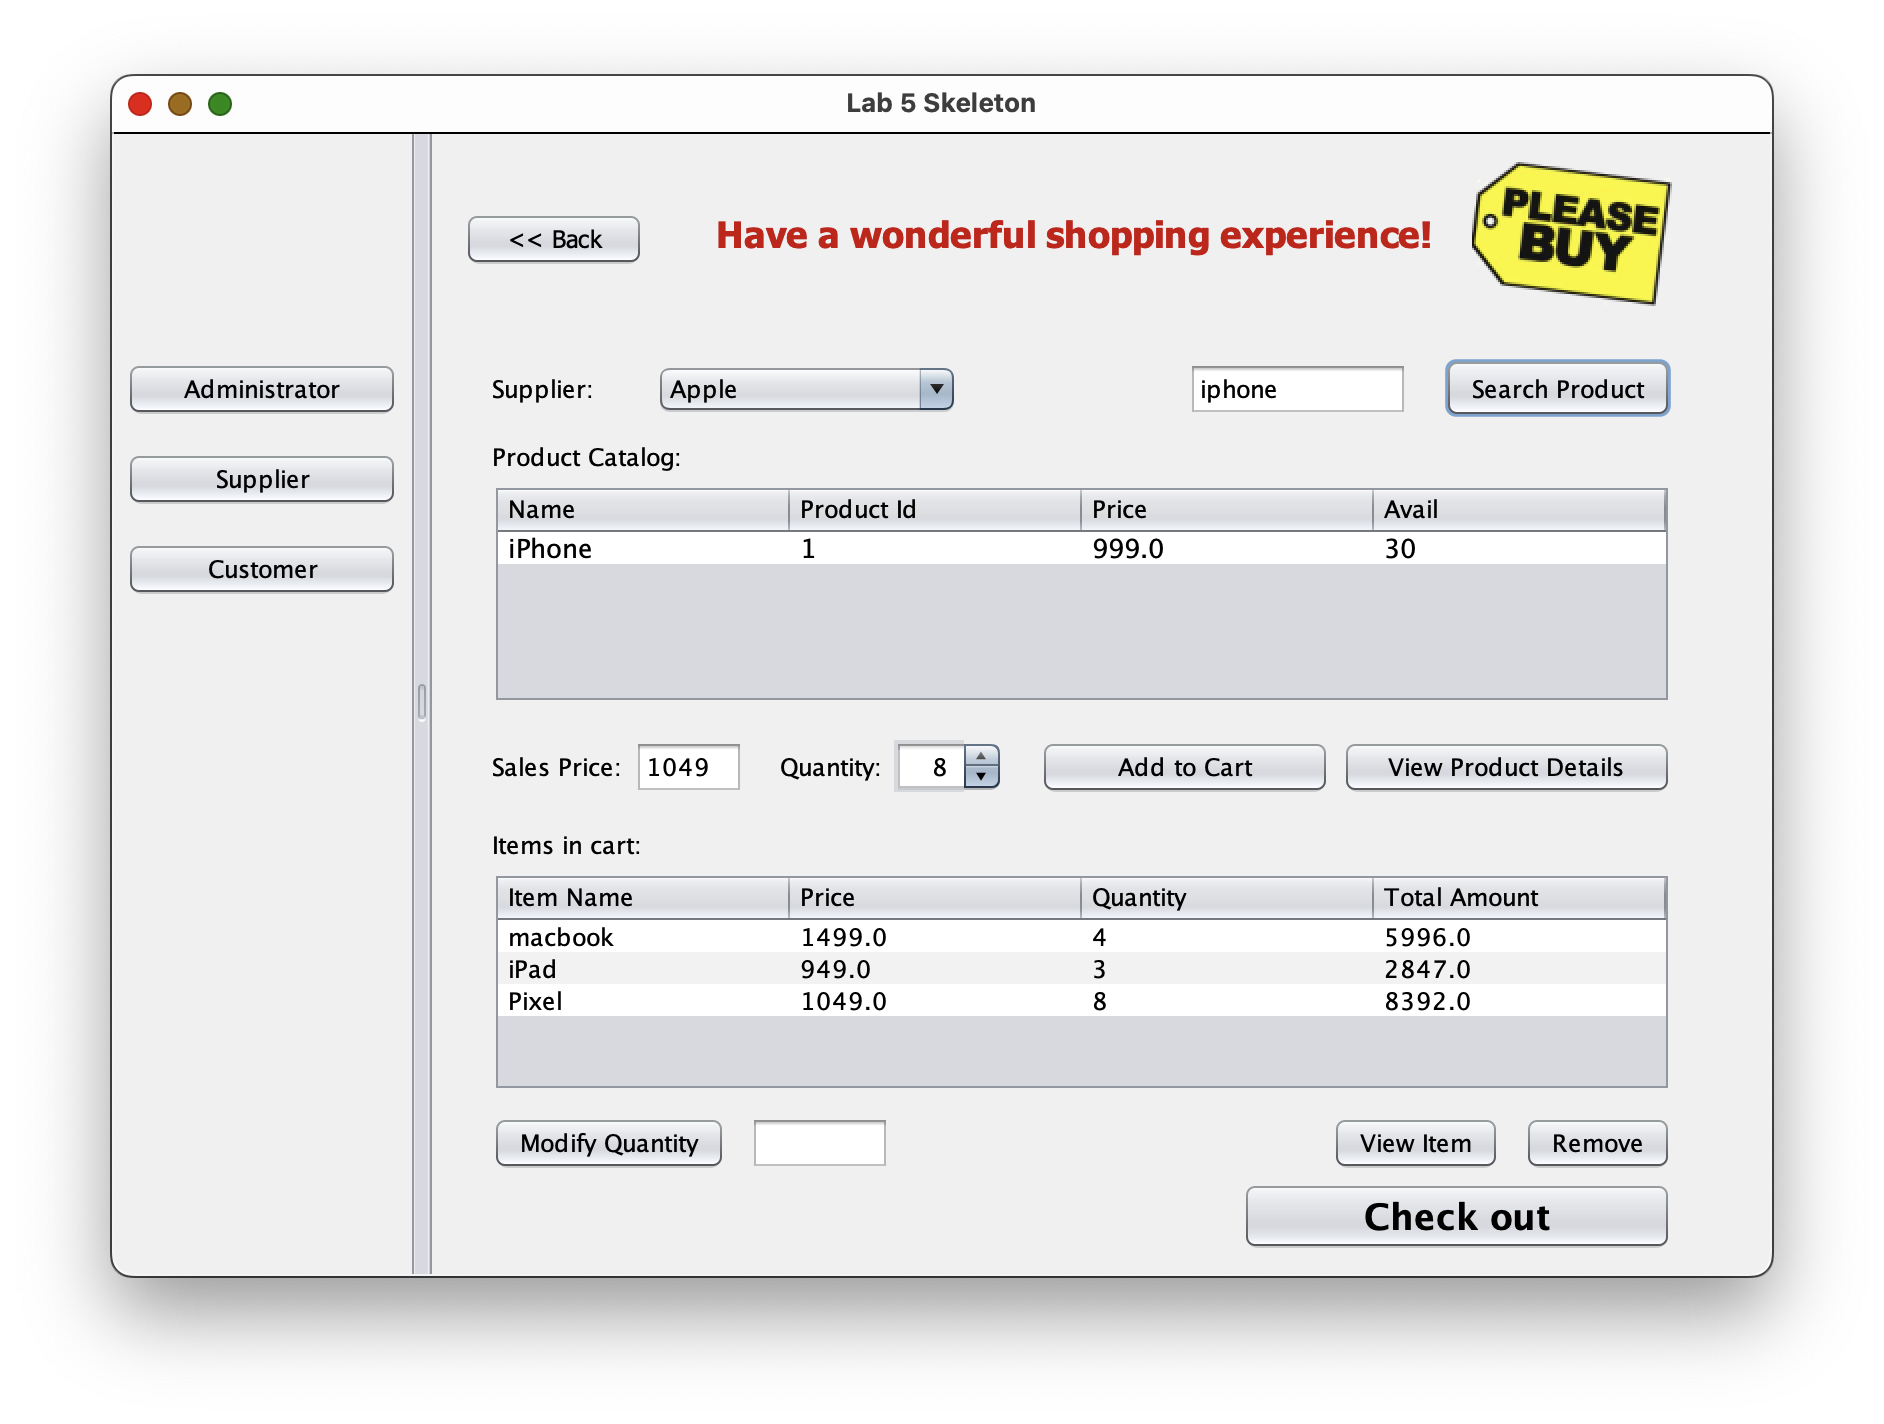 Lab 5 Skeleton
<< Back
Have a wonderful shopping experience!
PLEASE
BUY
Administrator
Supplier
Customer
Supplier: Apple iphone Search Product
Product Catalog:
Name Product Id Price Avail
iPhone 1 999.0 30
Sales Price: 1049 Quantity: 8 Add to Cart View Product Details
Items in cart:
Item Name Price Quantity Total Amount
macbook 1499.0 4 5996.0
iPad 949.0 3 2847.0
Pixel 1049.0 8 8392.0
Modify Quantity View Item Remove
Check out